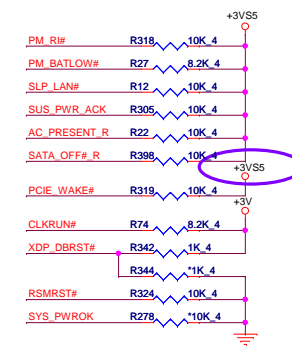 +3VS5
PM_RI# R318 10K_4
PM_BATLOW# R27 8.2K_4
SLP_LAN# R12 10K_4
SUS_PWR_ACK R305 10K_4
AC_PRESENT_R R22 10K_4
SATA_OFF#_R R398 10K_4
+3VS5
PCIE_WAKE# R319 10K_4
+3V
CLKRUN# R74 8.2K_4
XDP_DBRST# R342 1K_4
R344 *1K_4
RSMRST# R324 10K_4
SYS_PWROK R278 *10K_4